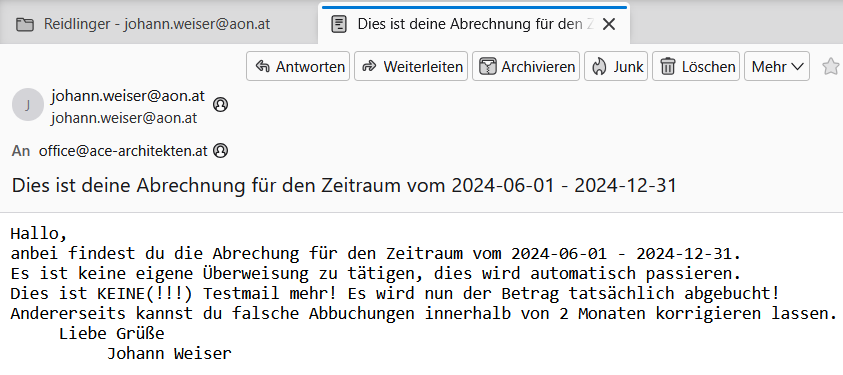 Reidlinger - johann.weiser@aon.at
Dies ist deine Abrechnung für den
Antworten
Weiterleiten
Archivieren
Junk
Löschen
Mehr
J
johann.weiser@aon.at
johann.weiser@aon.at
An office@ace-architekten.at
Dies ist deine Abrechnung für den Zeitraum vom 2024-06-01 - 2024-12-31
Hallo,
anbei findest du die Abrechung für den Zeitraum vom 2024-06-01 - 2024-12-31.
Es ist keine eigene Überweisung zu tätigen, dies wird automatisch passieren.
Dies ist KEINE(!!!) Testmail mehr! Es wird nun der Betrag tatsächlich abgebucht!
Andererseits kannst du falsche Abbuchungen innerhalb von 2 Monaten korrigieren lassen.
Liebe Grüße
Johann Weiser